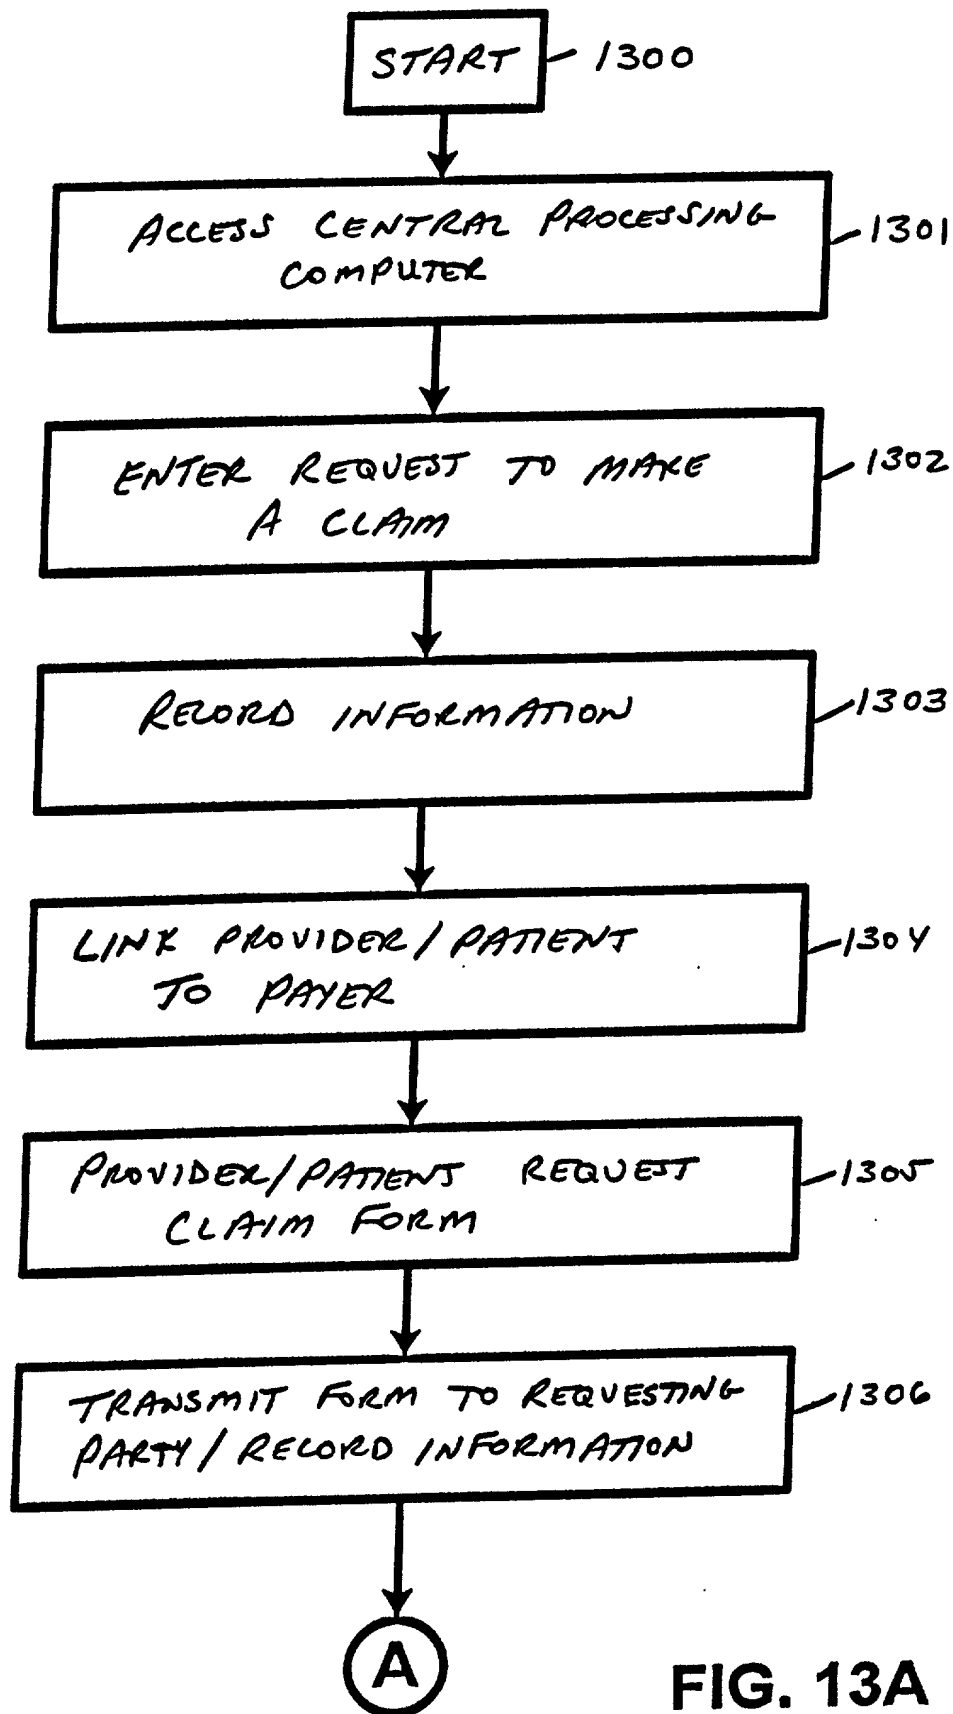 START
1300
ACCESS CENTRAL PROCESSING
COMPUTER
1301
ENTER REQUEST TO MAKE
A CLAIM
1302
RECORD INFORMATION
1303
LINK PROVIDER/PATIENT
TO PAYER
1304
PROVIDER/PATIENT REQUEST
CLAIM FORM
1305
TRANSMIT FORM TO REQUESTING
PARTY/RECORD INFORMATION
1306
A
FIG. 13A